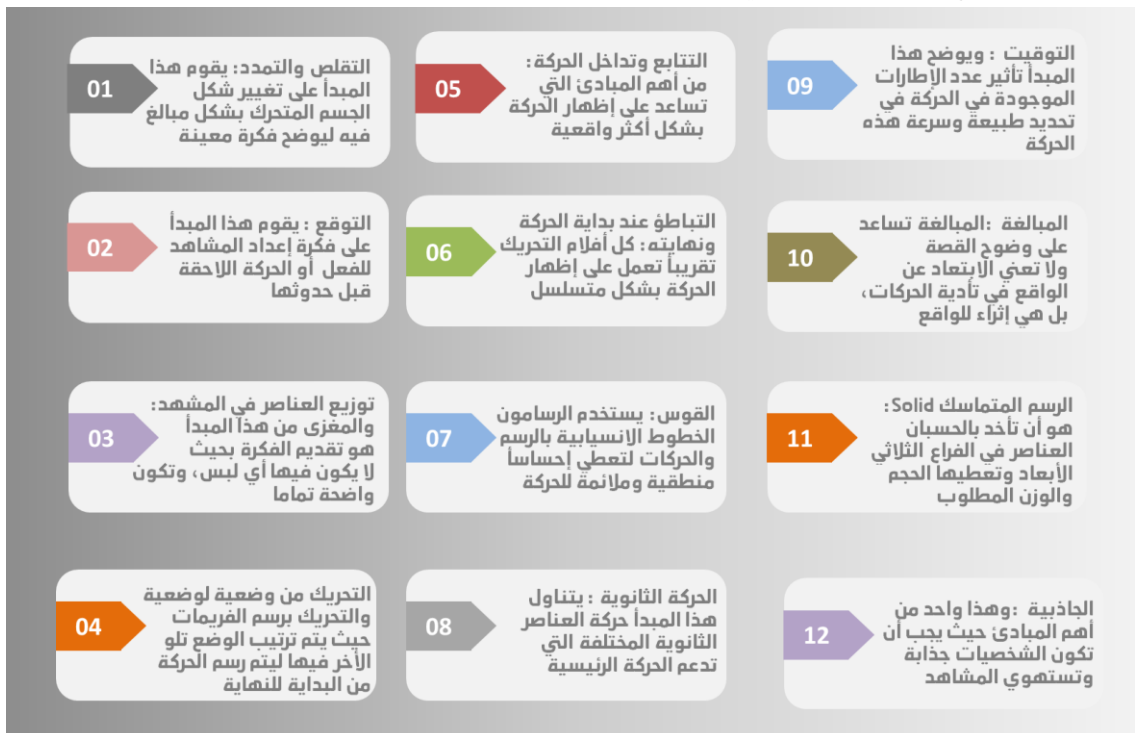 01
التقلص والتمدد: يقوم هذا
المبدأ على تغيير شكل
الجسم المتحرك بشكل مبالغ
فيه ليوضح فكرة معينة
02
التوقع : يقوم هذا المبدأ
على فكرة إعداد المشاهد
للفعل أو الحركة اللاحقة
قبل حدوثها
03
توزيع العناصر في المشهد:
والمغزى من هذا المبدأ
هو تقديم الفكرة بحيث
لا يكون فيها أي لبس، وتكون
واضحة تماما
04
التحريك من وضعية لوضعية
والتحريك برسم الفريمات
حيث يتم ترتيب الوضع تلو
الأخر فيها ليتم رسم الحركة
من البداية للنهاية
05
التتابع وتداخل الحركة:
من أهم المبادئ التي
تساعد على إظهار الحركة
بشكل أكثر واقعية
06
التباطؤ عند بداية الحركة
ونهايته: كل أفلام التحريك
تقريباً تعمل على إظهار
الحركة بشكل متسلسل
07
القوس: يستخدم الرسامون
الخطوط الانسيابية بالرسم
والحركات لتعطي إحساساً
منطقية وملائمة للحركة
08
الحركة الثانوية : يتناول
هذا المبدأ حركة العناصر
الثانوية المختلفة التي
تدعم الحركة الرئيسية
09
التوقيت : ويوضح هذا
المبدأ تأثير عدد الإطارات
الموجودة في الحركة في
تحديد طبيعة وسرعة هذه
الحركة
10
المبالغة :المبالغة تساعد
على وضوح القصة
ولا تعني الابتعاد عن
الواقع في تأدية الحركات،
بل هي إثراء للواقع
11
الرسم المتماسك Solid:
هو أن تأخد بالحسبان
العناصر في الفراع الثلاثي
الأبعاد وتعطيها الحجم
والوزن المطلوب
12
الجاذبية :وهذا واحد من
أهم المبادئ حيث يجب أن
تكون الشخصيات جذابة
وتستهوي المشاهد